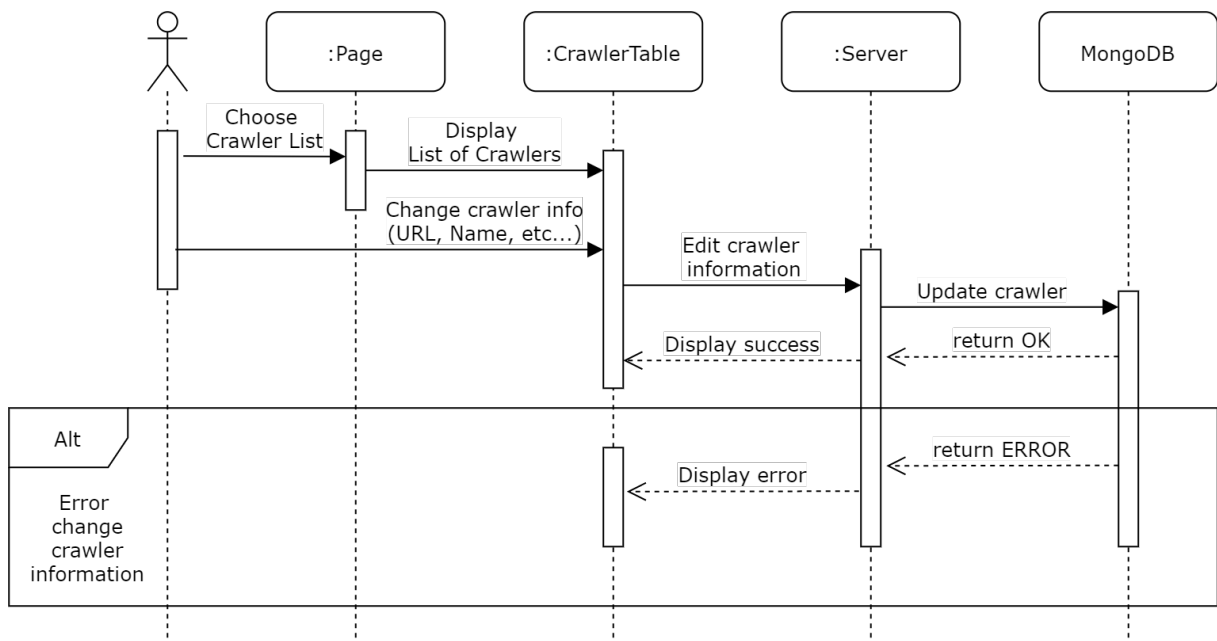 :Page
:CrawlerTable
:Server
MongoDB
Choose
Crawler List
Display
List of Crawlers
Change crawler info
(URL, Name, etc...)
Edit crawler
information
Update crawler
return OK
Display success
Alt
return ERROR
Display error
Error
change
crawler
information